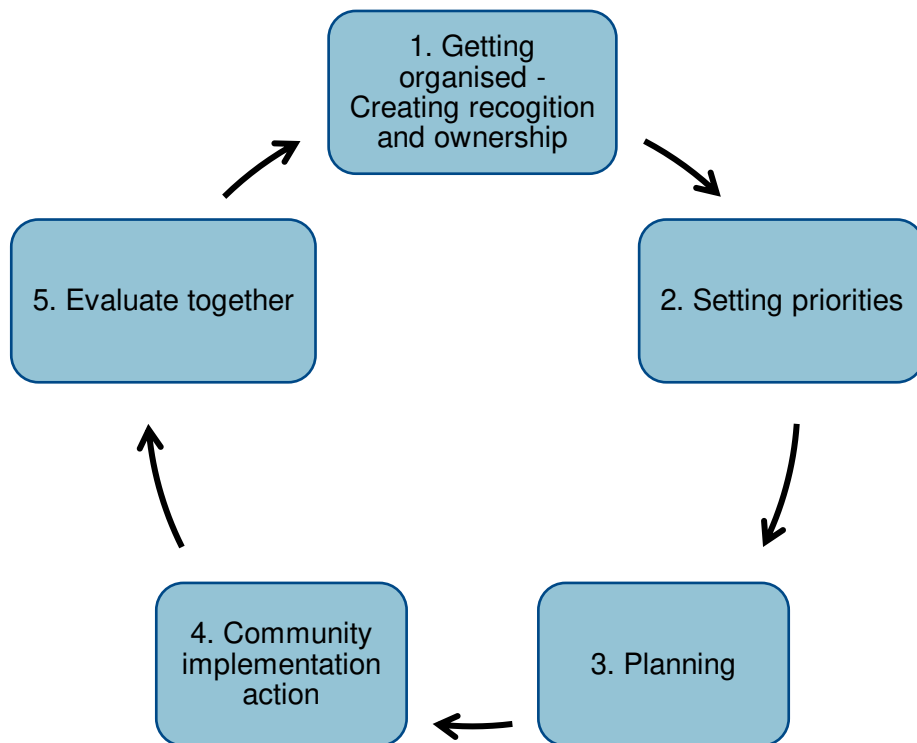 1. Getting
organised -
Creating recogition
and ownership
2. Setting priorities
3. Planning
4. Community
implementation
action
5. Evaluate together